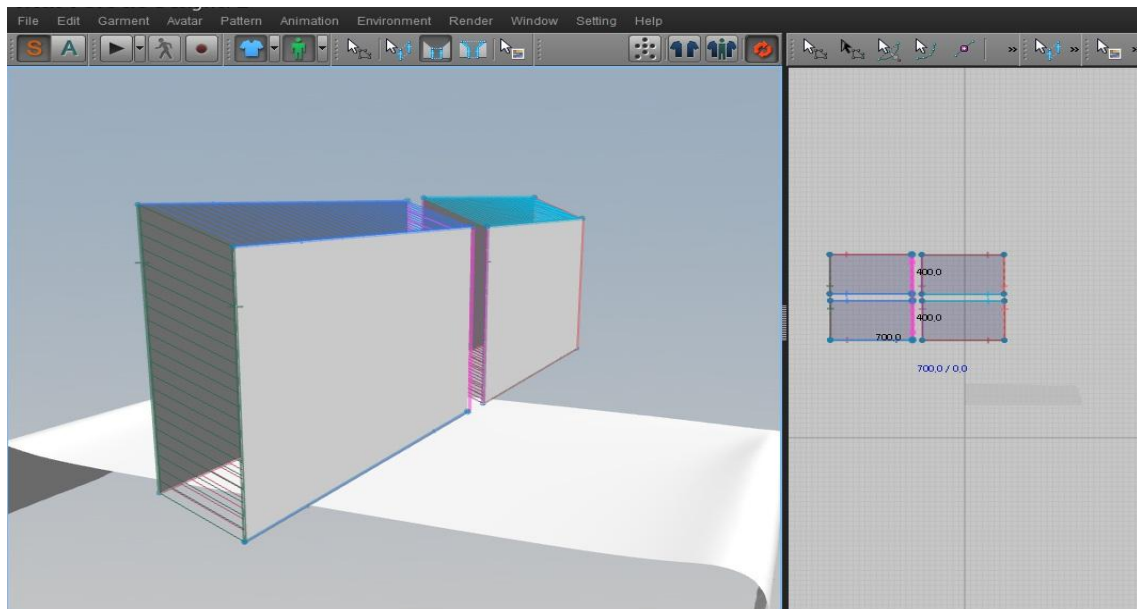 File Edit Garment Avatar Pattern Animation Environment Render Window Setting Help
S A
» »
400,0
400,0
700,0
700,0 / 0,0